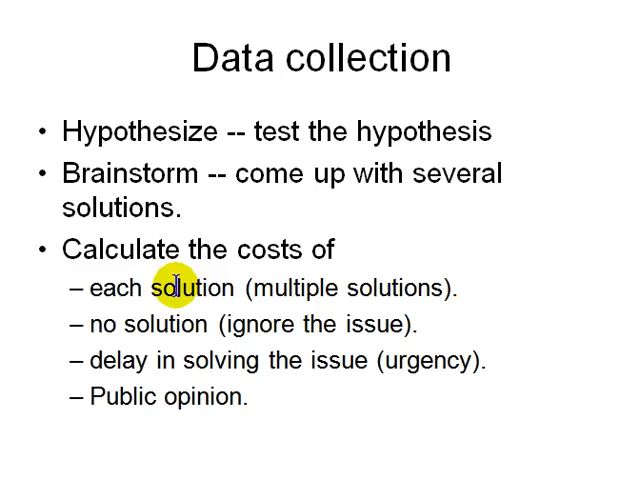 Data collection
• Hypothesize -- test the hypothesis
• Brainstorm -- come up with several
solutions.
• Calculate the costs of
– each solution (multiple solutions).
– no solution (ignore the issue).
– delay in solving the issue (urgency).
– Public opinion.